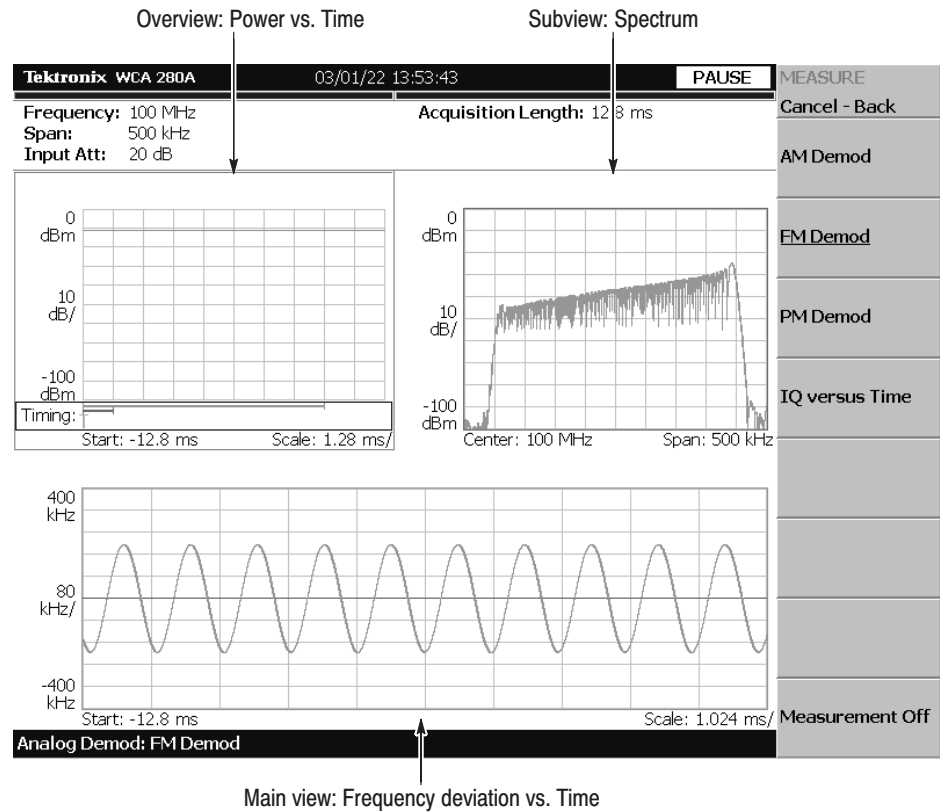 Overview: Power vs. Time
Subview: Spectrum
Tektronix WCA 280A
03/01/22 13:53:43
PAUSE
MEASURE
Cancel - Back
Frequency: 100 MHz
Span: 500 kHz
Input Att: 20 dB
Acquisition Length: 12.8 ms
AM Demod
FM Demod
PM Demod
IQ versus Time
Measurement Off
0
dBm
10
dB/
-100
dBm
Timing:
Start: -12.8 ms
Scale: 1.28 ms/
0
dBm
10
dB/
-100
dBm
Center: 100 MHz
Span: 500 kHz
400
kHz
80
kHz/
-400
kHz
Start: -12.8 ms
Scale: 1.024 ms/
Analog Demod: FM Demod
Main view: Frequency deviation vs. Time